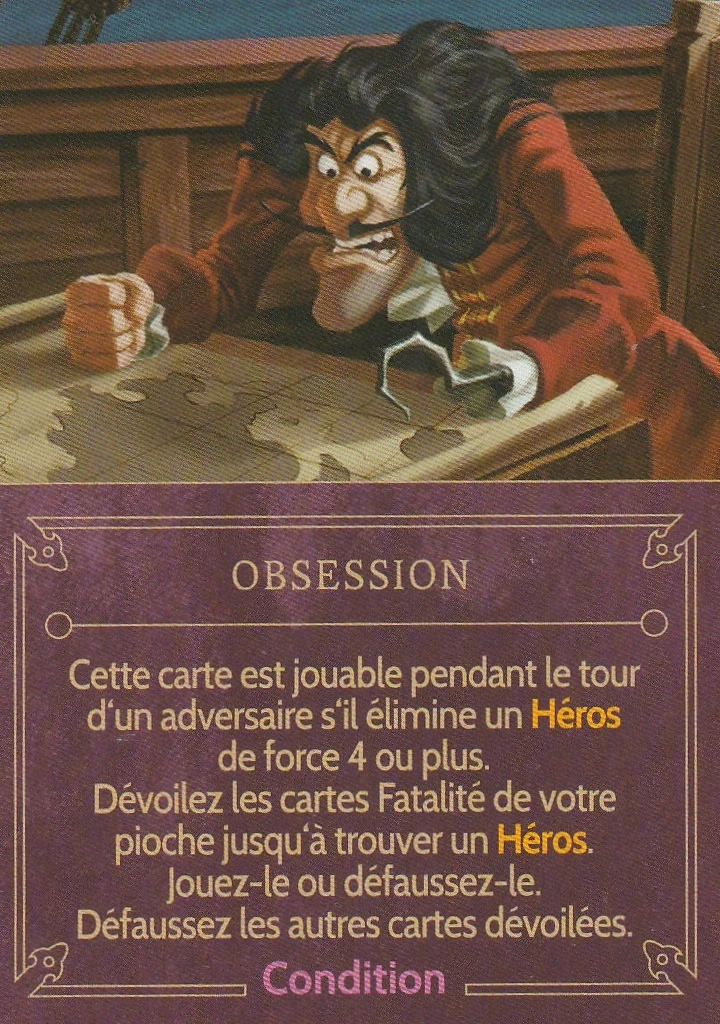 OBSESSION
Cette carte est jouable pendant le tour
d‘un adversaire s‘il élimine un Héros
de force 4 ou plus.
Dévoilez les cartes Fatalité de votre
pioche jusqu‘à trouver un Héros.
Jouez-le ou défaussez-le.
Défaussez les autres cartes dévoilées.
Condition